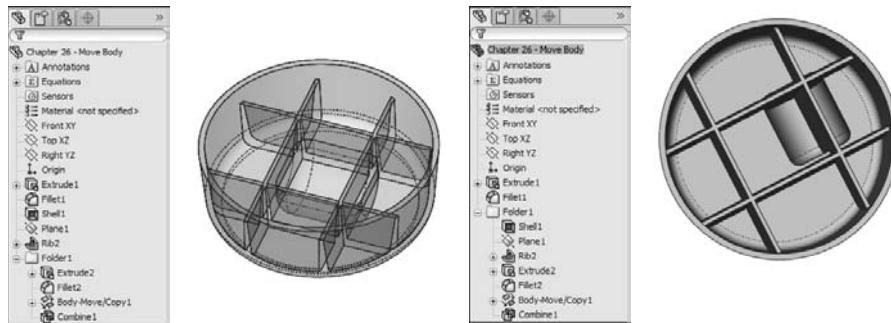 Chapter 26 - Move Body
Annotations
Equations
Sensors
Material <not specified>
Front XY
Top XZ
Right YZ
Origin
Extrude1
Fillet1
Shell1
Plane1
Rib2
Folder1
Extrude2
Fillet2
Body-Move/Copy1
Combine1
Chapter 26 - Move Body
Annotations
Equations
Sensors
Material <not specified>
Front XY
Top XZ
Right YZ
Origin
Extrude1
Fillet1
Folder1
Shell1
Plane1
Rib2
Extrude2
Fillet2
Body-Move/Copy1
Combine1